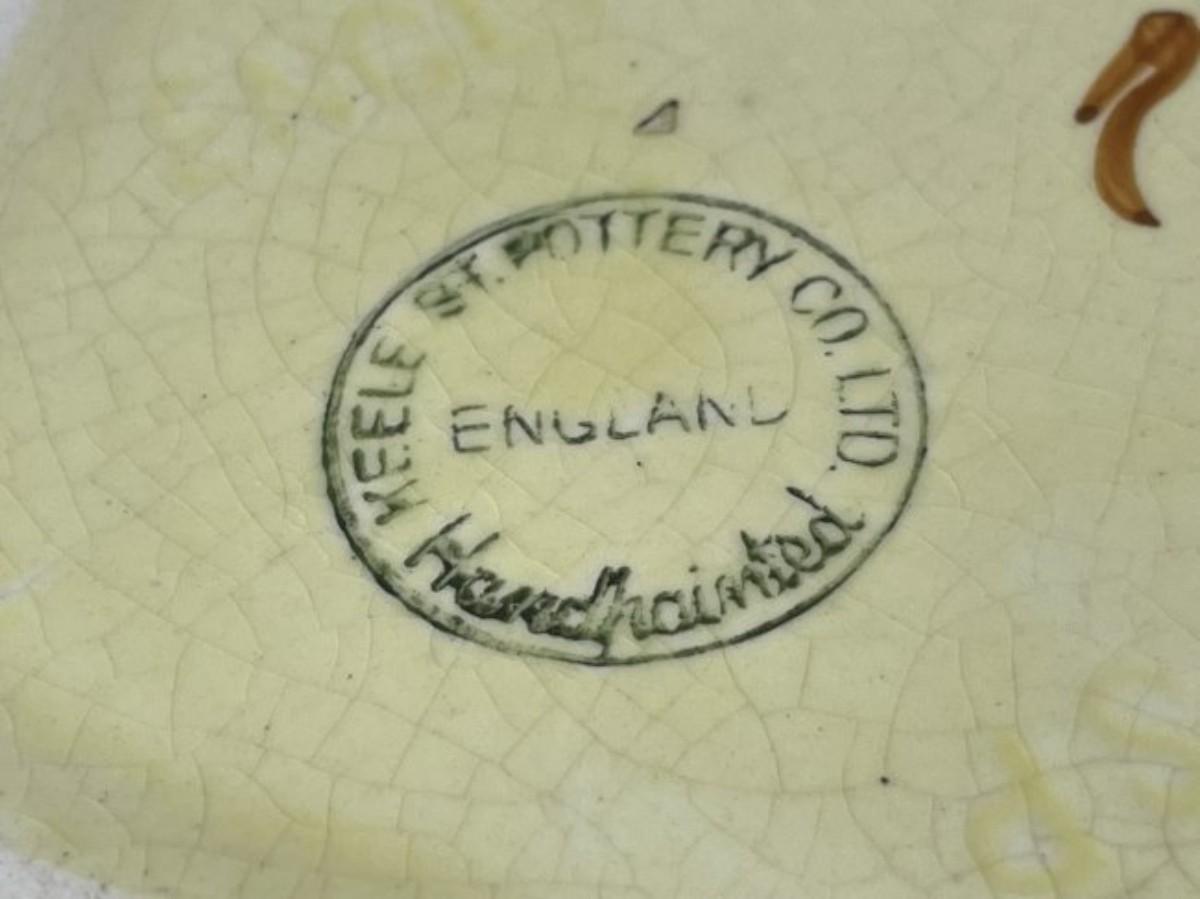 KEELE ST. POTTERY CO. LTD.
ENGLAND
Handpainted